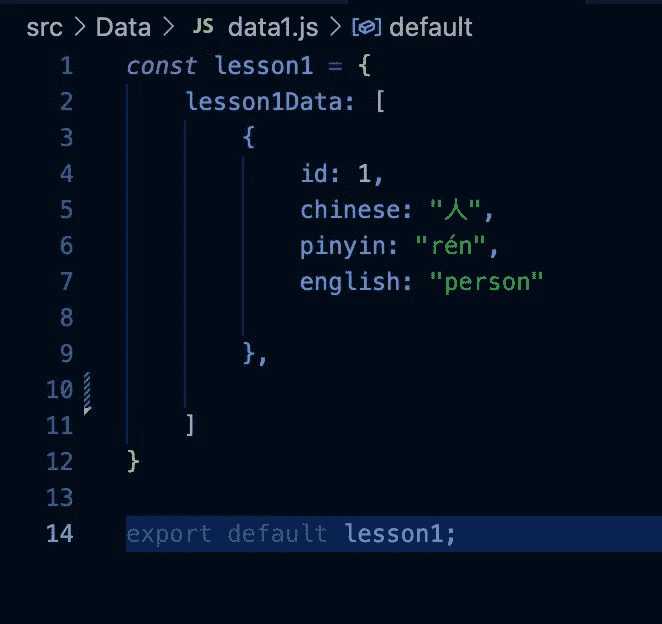 src > Data > JS data1.js > default
1 const lesson1 = {
2 lesson1Data: [
3 {
4 id: 1,
5 chinese: "人",
6 pinyin: "rén",
7 english: "person"
8
9 },
10
11 ]
12 }
13
14 export default lesson1;